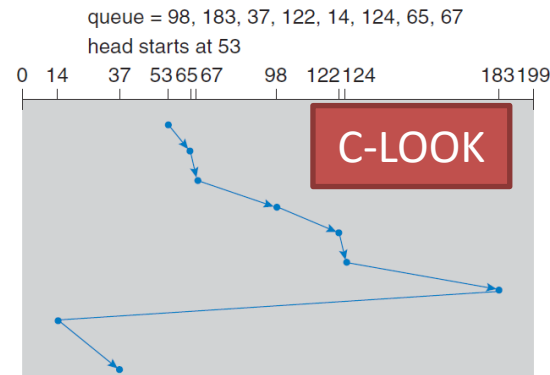 queue = 98, 183, 37, 122, 14, 124, 65, 67
head starts at 53
0 14 37 53 65 67 98 122 124 183 199
C-LOOK